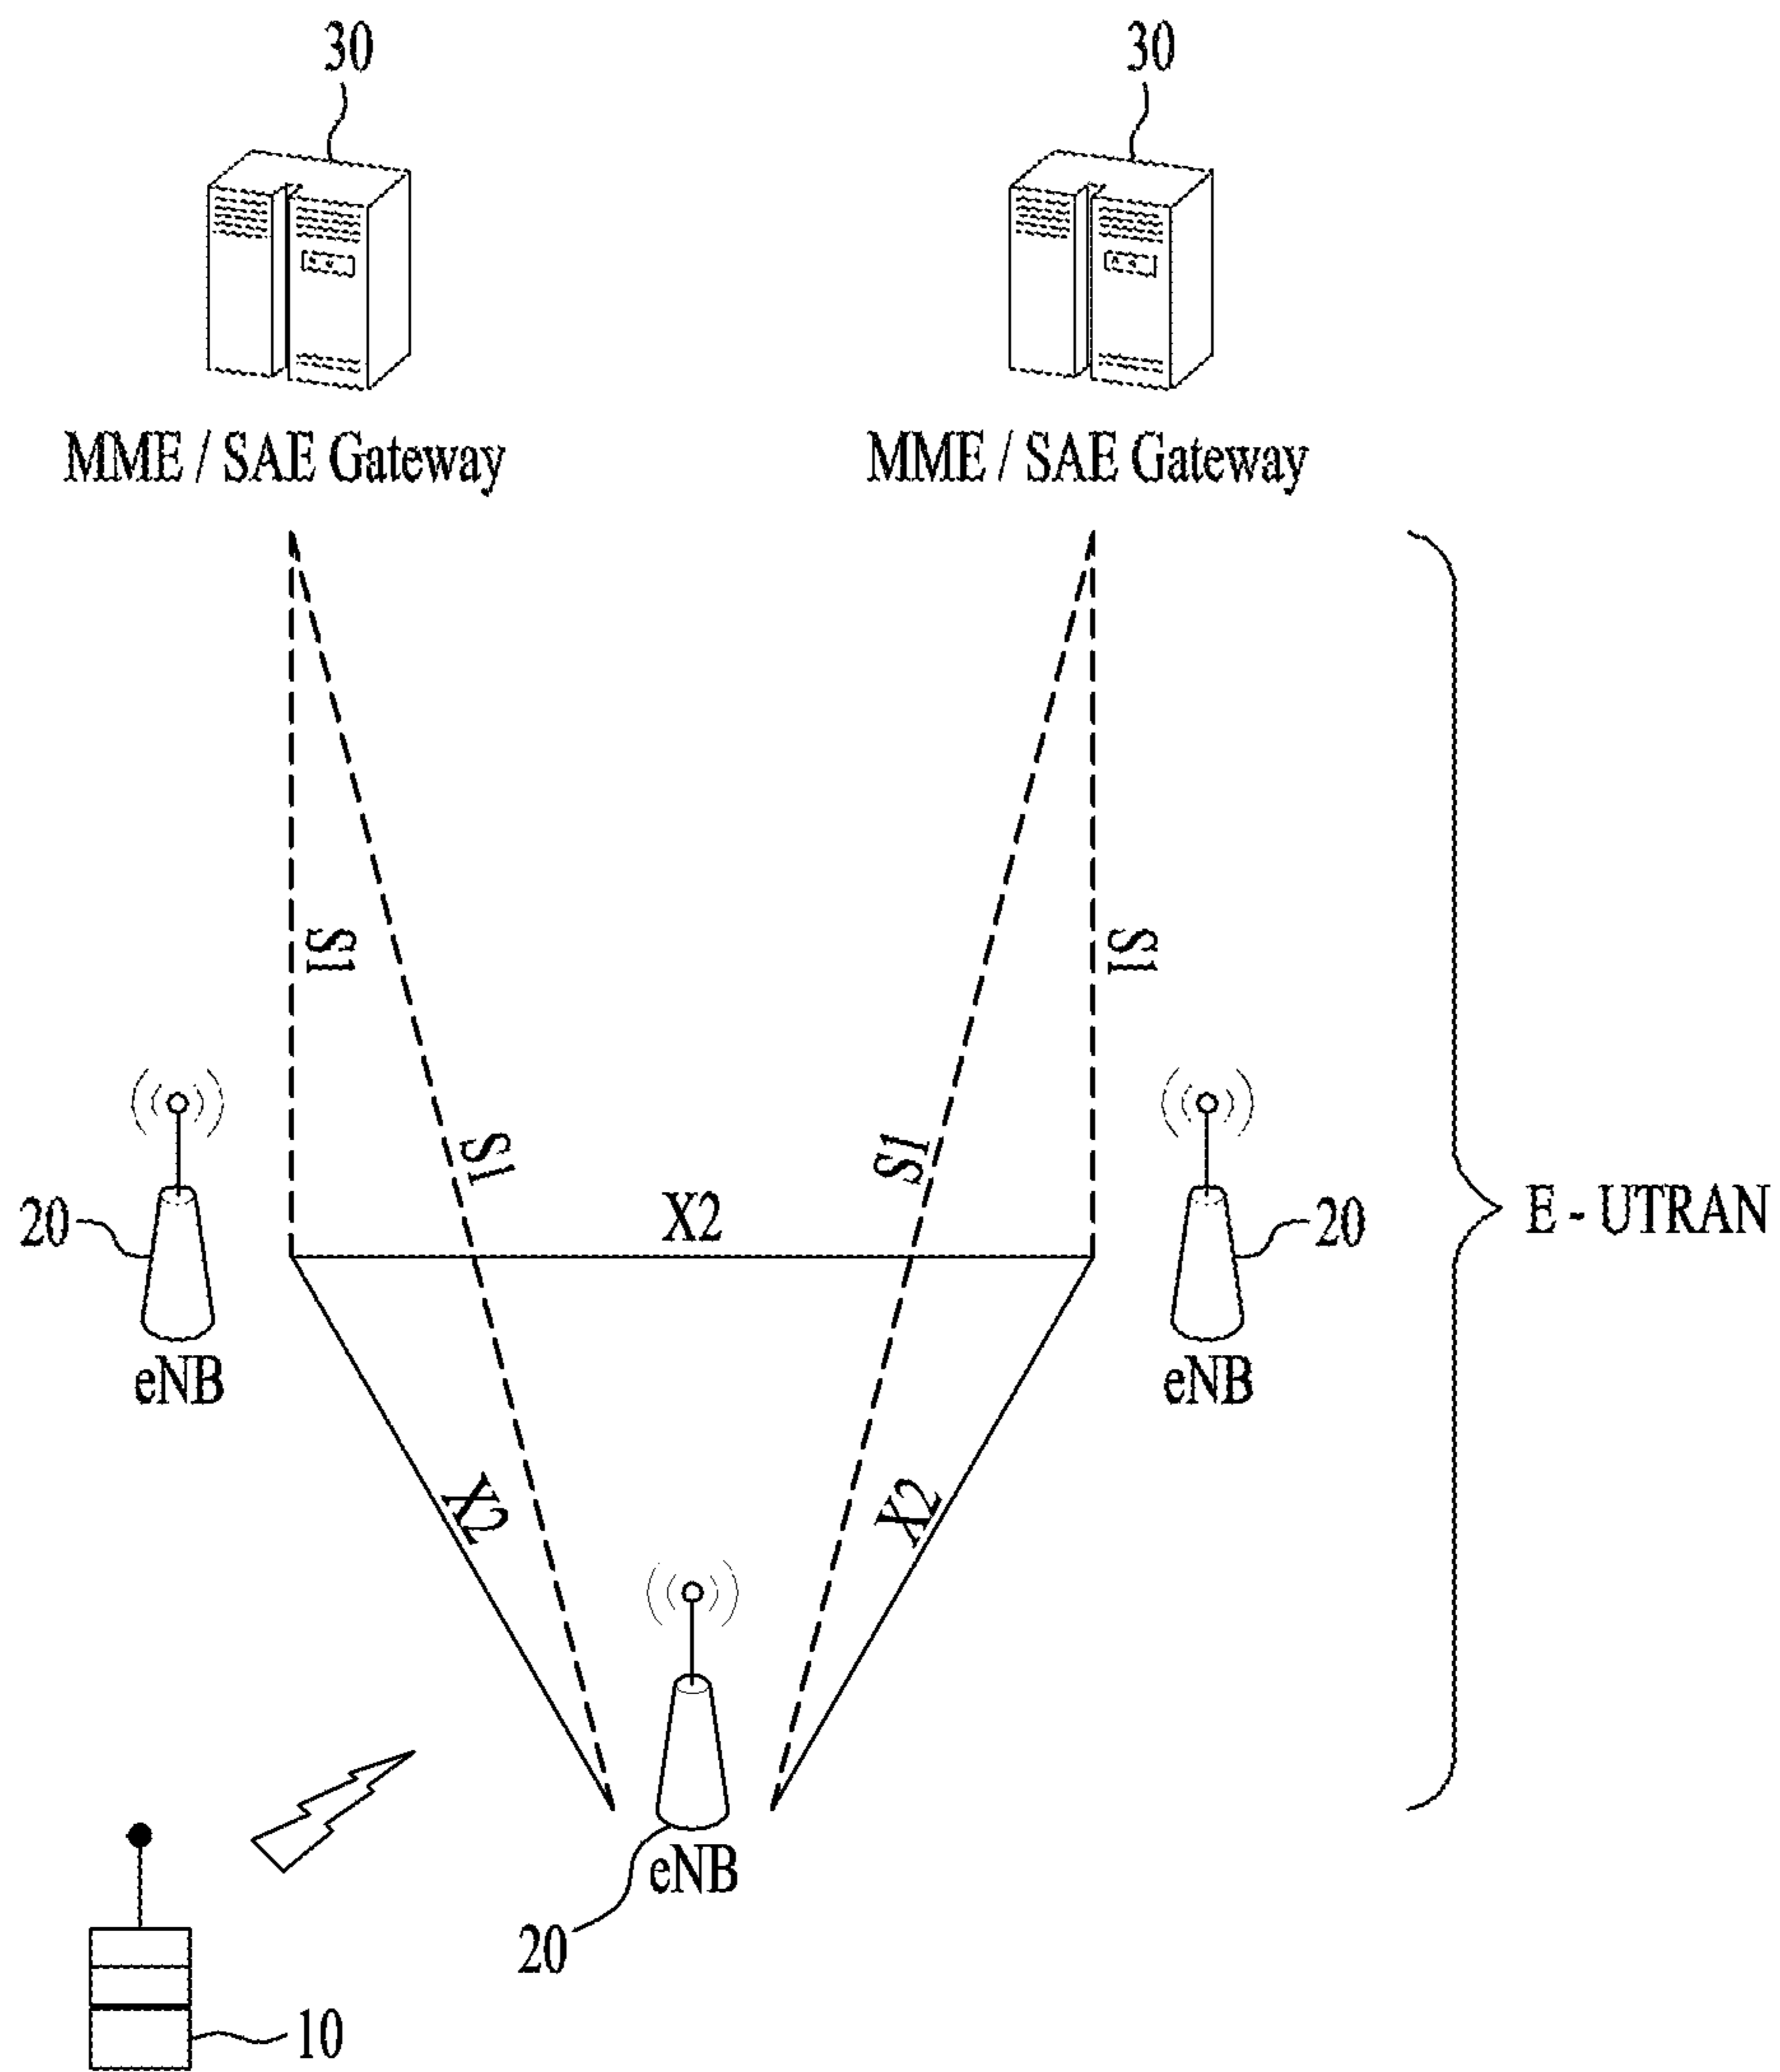 30
30
MME / SAE Gateway
MME / SAE Gateway
S1
S1
S1
S1
20
X2
20
E - UTRAN
eNB
eNB
X2
X2
eNB
20
10